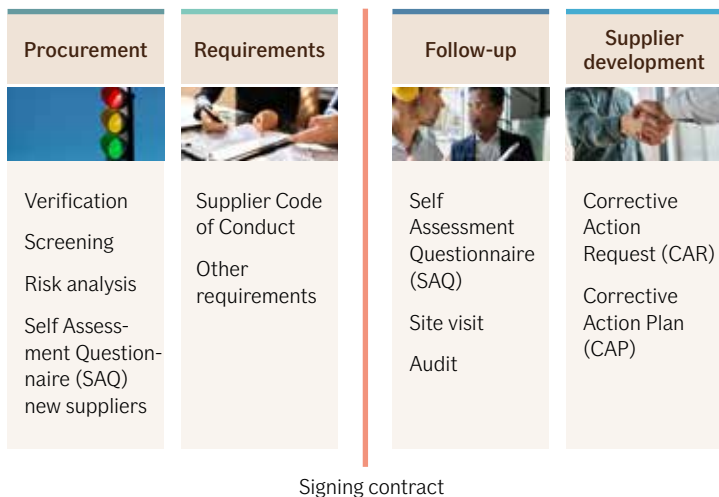 Procurement
Verification
Screening
Risk analysis
Self Assess-
ment Question-
naire (SAQ)
new suppliers
Requirements
Supplier Code
of Conduct
Other
requirements
Follow-up
Self
Assessment
Questionnaire
(SAQ)
Site visit
Audit
Supplier
development
Corrective
Action
Request (CAR)
Corrective
Action Plan
(CAP)
Signing contract